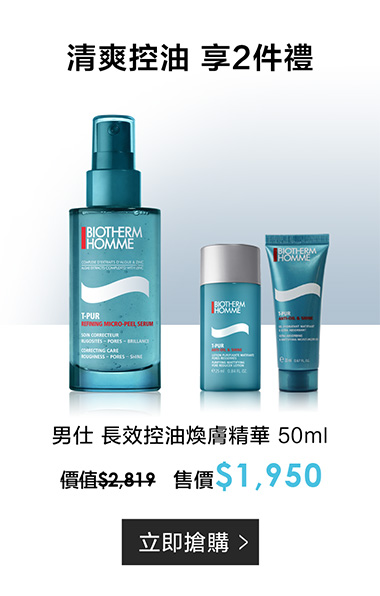 清爽控油 享2件禮
BIOTHERM
HOMME
T-PUR
REFINING MICRO-PEEL SERUM
SOIN CORRECTEUR
RUGOSITES - PORES - BRILLANCE
CORRECTING CARE
ROUGHNESS - PORES - SHINE
BIOTHERM
HOMME
T-PUR
BIOTHERM
HOMME
T-PUR
男仕 長效控油煥膚精華 50ml
價值$2,819 售價$1,950
立即搶購 >